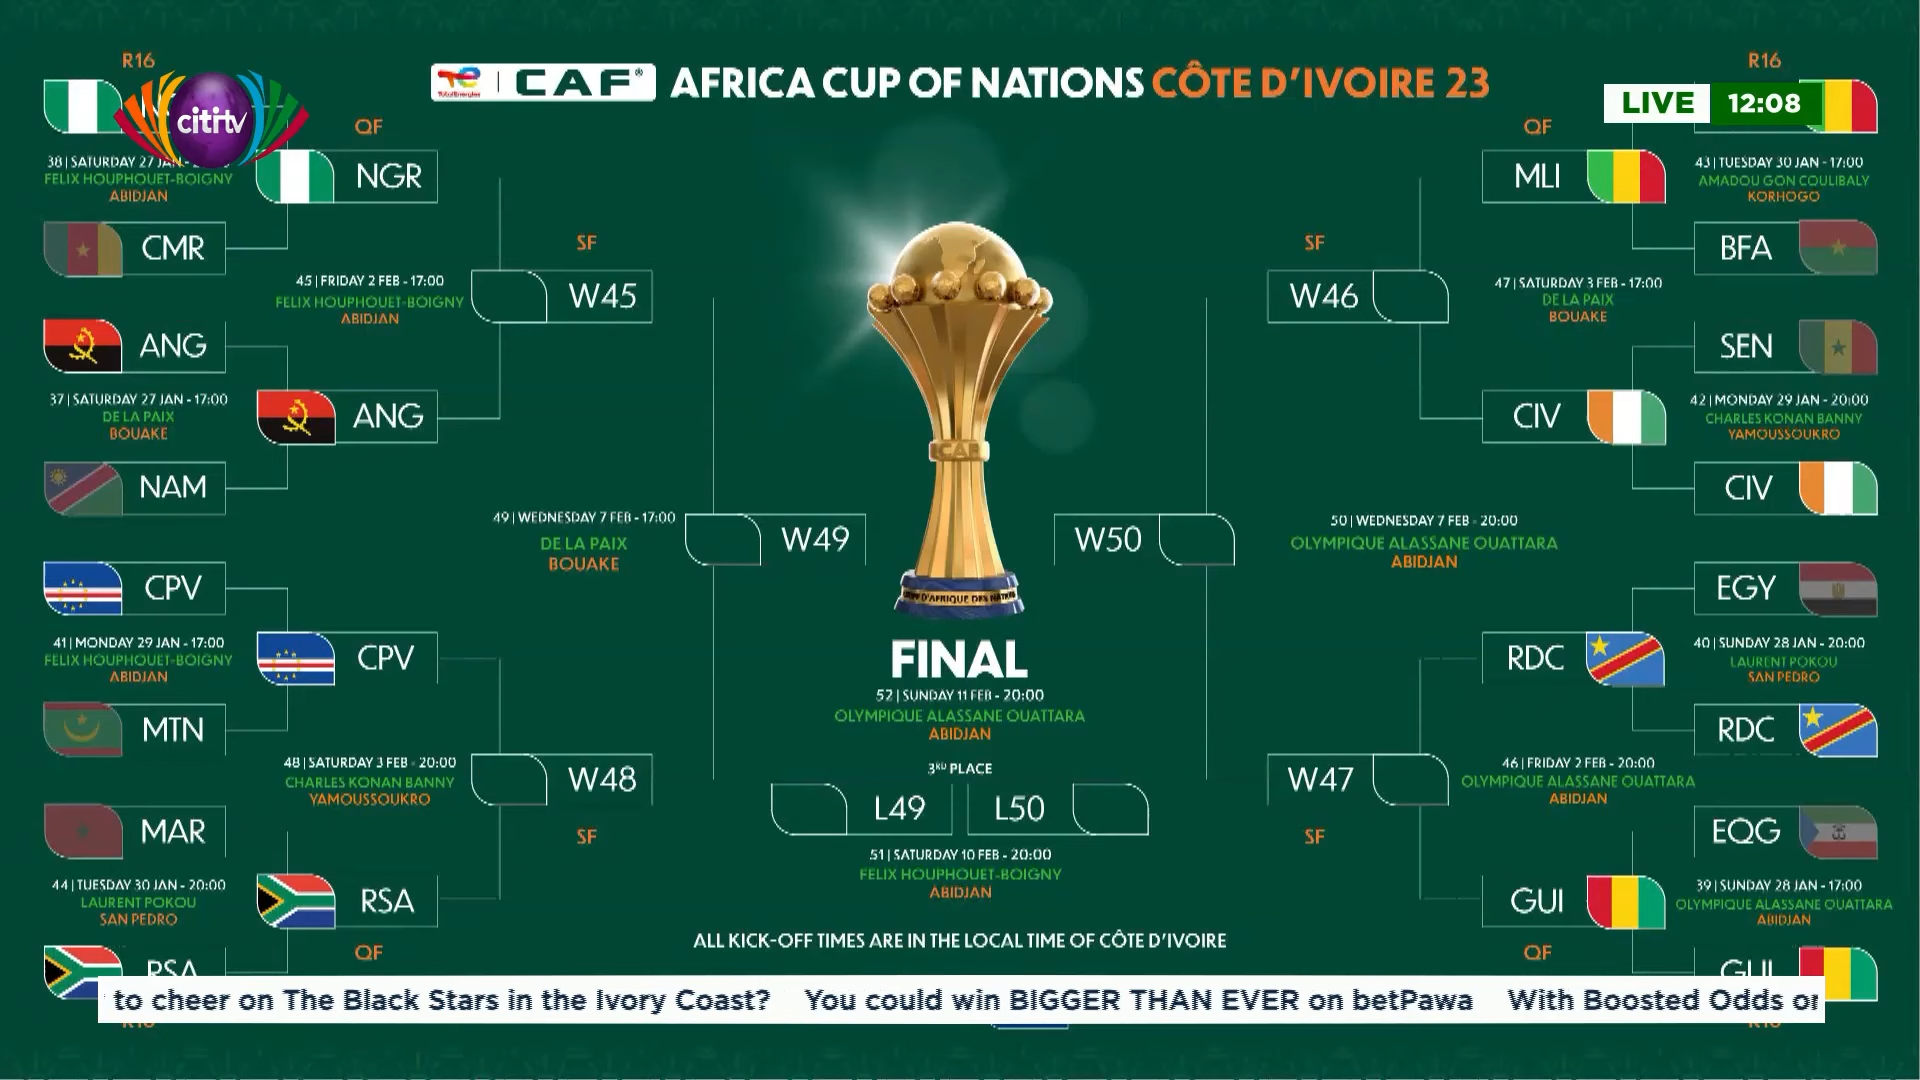 R16
TotalEnergies
CAF
AFRICA CUP OF NATIONS CÔTE D'IVOIRE 23
R16
LIVE 12:08
cititv
QF
38 | SATURDAY 27 JAN -
FELIX HOUPHOUET-BOIGNY
ABIDJAN
NGR
CMR
45 | FRIDAY 2 FEB - 17:00
FELIX HOUPHOUET-BOIGNY
ABIDJAN
SF
W45
ANG
37 | SATURDAY 27 JAN - 17:00
DE LA PAIX
BOUAKE
ANG
NAM
49 | WEDNESDAY 7 FEB - 17:00
DE LA PAIX
BOUAKE
W49
CPV
41 | MONDAY 29 JAN - 17:00
FELIX HOUPHOUET-BOIGNY
ABIDJAN
CPV
MTN
48 | SATURDAY 3 FEB - 20:00
CHARLES KONAN BANNY
YAMOUSSOUKRO
W48
SF
MAR
44 | TUESDAY 30 JAN - 20:00
LAURENT POKOU
SAN PEDRO
RSA
QF
RSA
R16
CAF
D'AFRIQUE DES NATIONS
FINAL
52 | SUNDAY 11 FEB - 20:00
OLYMPIQUE ALASSANE OUATTARA
ABIDJAN
3RD PLACE
L49
L50
51 | SATURDAY 10 FEB - 20:00
FELIX HOUPHOUET-BOIGNY
ABIDJAN
ALL KICK-OFF TIMES ARE IN THE LOCAL TIME OF CÔTE D'IVOIRE
QF
MLI
43 | TUESDAY 30 JAN - 17:00
AMADOU GON COULIBALY
KORHOGO
BFA
SF
W46
47 | SATURDAY 3 FEB - 17:00
DE LA PAIX
BOUAKE
SEN
CIV
42 | MONDAY 29 JAN - 20:00
CHARLES KONAN BANNY
YAMOUSSOUKRO
CIV
W50
50 | WEDNESDAY 7 FEB - 20:00
OLYMPIQUE ALASSANE OUATTARA
ABIDJAN
EGY
RDC
40 | SUNDAY 28 JAN - 20:00
LAURENT POKOU
SAN PEDRO
RDC
W47
46 | FRIDAY 2 FEB - 20:00
OLYMPIQUE ALASSANE OUATTARA
ABIDJAN
SF
EQG
GUI
39 | SUNDAY 28 JAN - 17:00
OLYMPIQUE ALASSANE OUATTARA
ABIDJAN
QF
GUI
R16
to cheer on The Black Stars in the Ivory Coast? You could win BIGGER THAN EVER on betPawa With Boosted Odds or